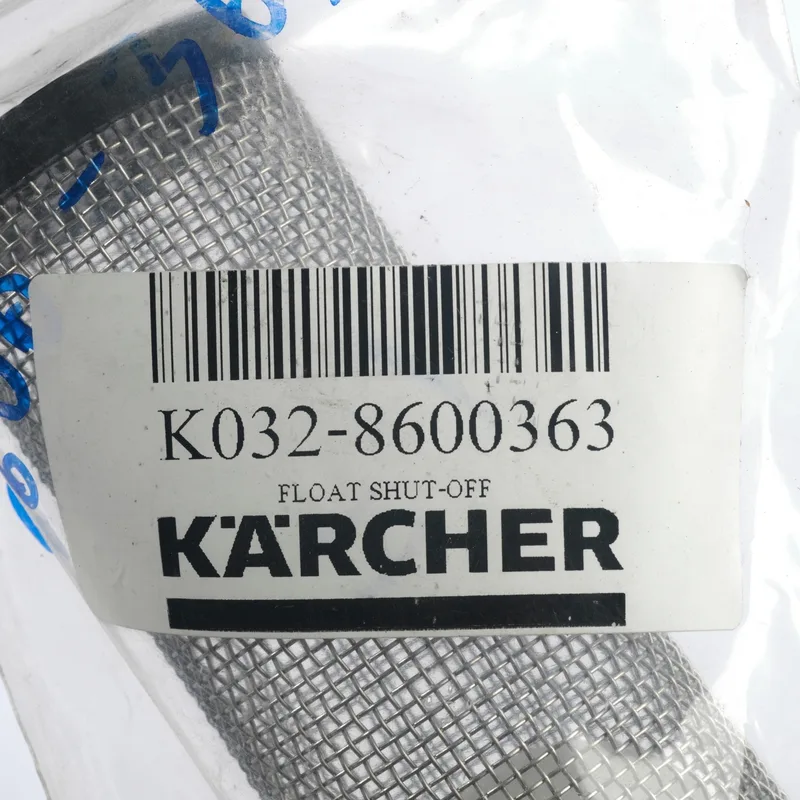 K032-8600363
FLOAT SHUT-OFF
KÄRCHER